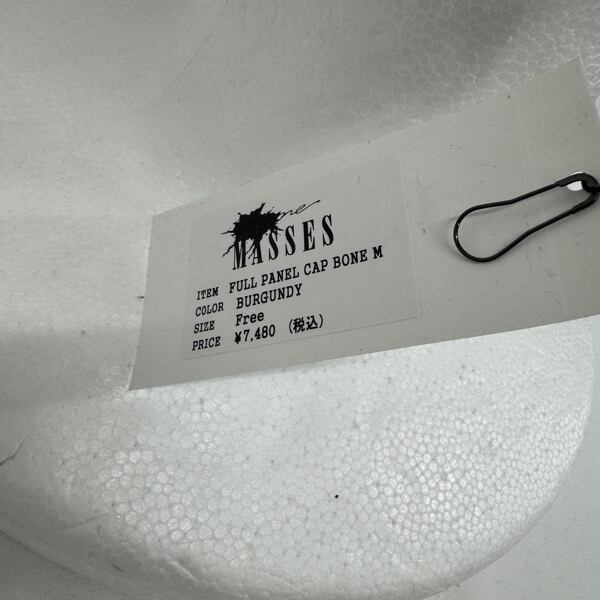 MASSES
ITEM FULL PANEL CAP BONE M
COLOR BURGUNDY
SIZE Free
PRICE ¥7,480 (税込)